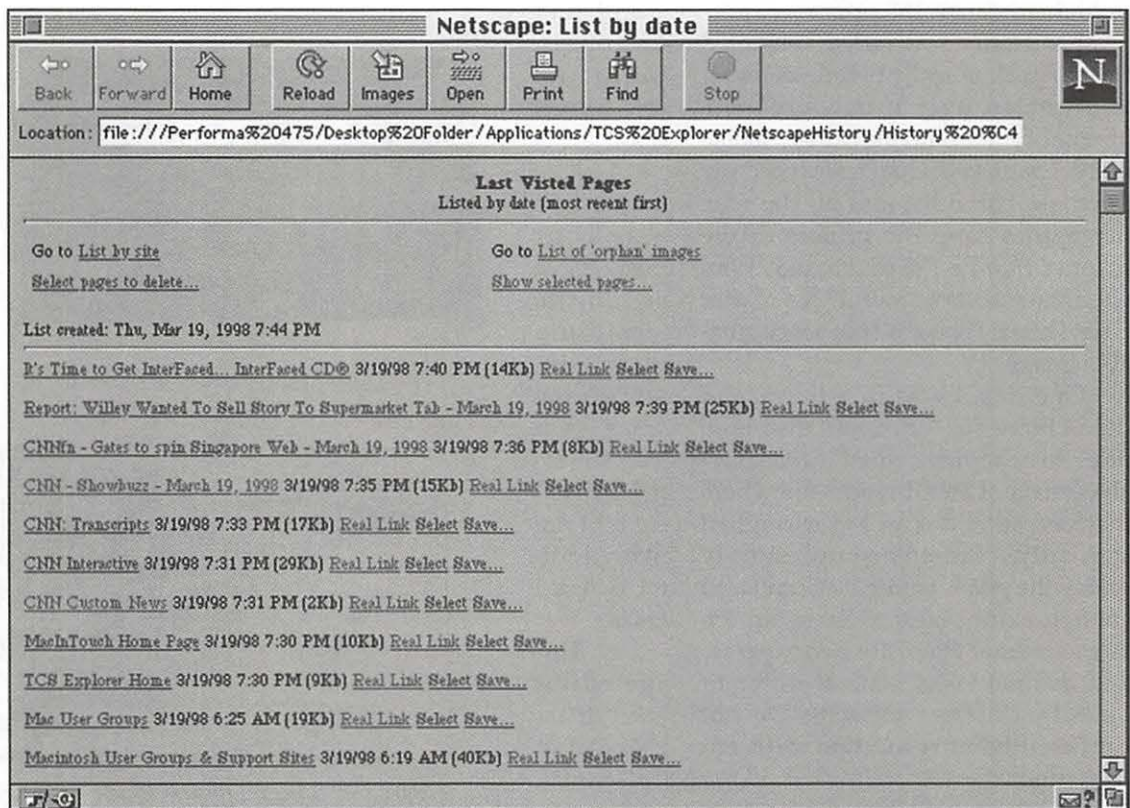 Netscape: List by date
Back Forward Home Reload Images Open Print Find Stop
N
Location: file:///Performa%20475/Desktop%20Folder/Applications/TCS%20Explorer/NetscapeHistory/History%20%C4
Last Visted Pages
Listed by date (most recent first)
Go to List by site Go to List of 'orphan' images
Select pages to delete... Show selected pages...
List created: Thu, Mar 19, 1998 7:44 PM
It's Time to Get InterFaced... InterFaced CD® 3/19/98 7:40 PM (14Kb) Real Link Select Save...
Report: Willey Wanted To Sell Story To Supermarket Tab - March 19, 1998 3/19/98 7:39 PM (25Kb) Real Link Select Save...
CNNfn - Gates to spin Singapore Web - March 19, 1998 3/19/98 7:36 PM (8Kb) Real Link Select Save...
CNN - Showbuzz - March 19, 1998 3/19/98 7:35 PM (15Kb) Real Link Select Save...
CNN: Transcripts 3/19/98 7:33 PM (17Kb) Real Link Select Save...
CNN Interactive 3/19/98 7:31 PM (29Kb) Real Link Select Save...
CNN Custom News 3/19/98 7:31 PM (2Kb) Real Link Select Save...
MacInTouch Home Page 3/19/98 7:30 PM (10Kb) Real Link Select Save...
TCS Explorer Home 3/19/98 7:30 PM (9Kb) Real Link Select Save...
Mac User Groups 3/19/98 6:25 AM (19Kb) Real Link Select Save...
Macintosh User Groups & Support Sites 3/19/98 6:19 AM (40Kb) Real Link Select Save...
?